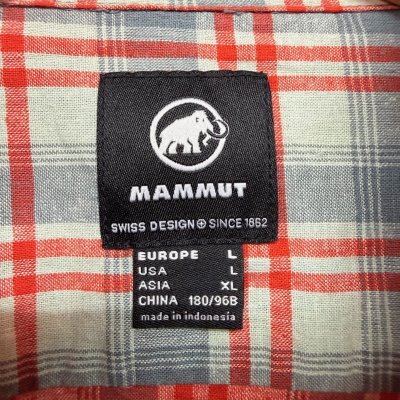 MAMMUT
SWISS DESIGN SINCE 1862
EUROPE L
USA L
ASIA XL
CHINA 180/96B
made in indonesia